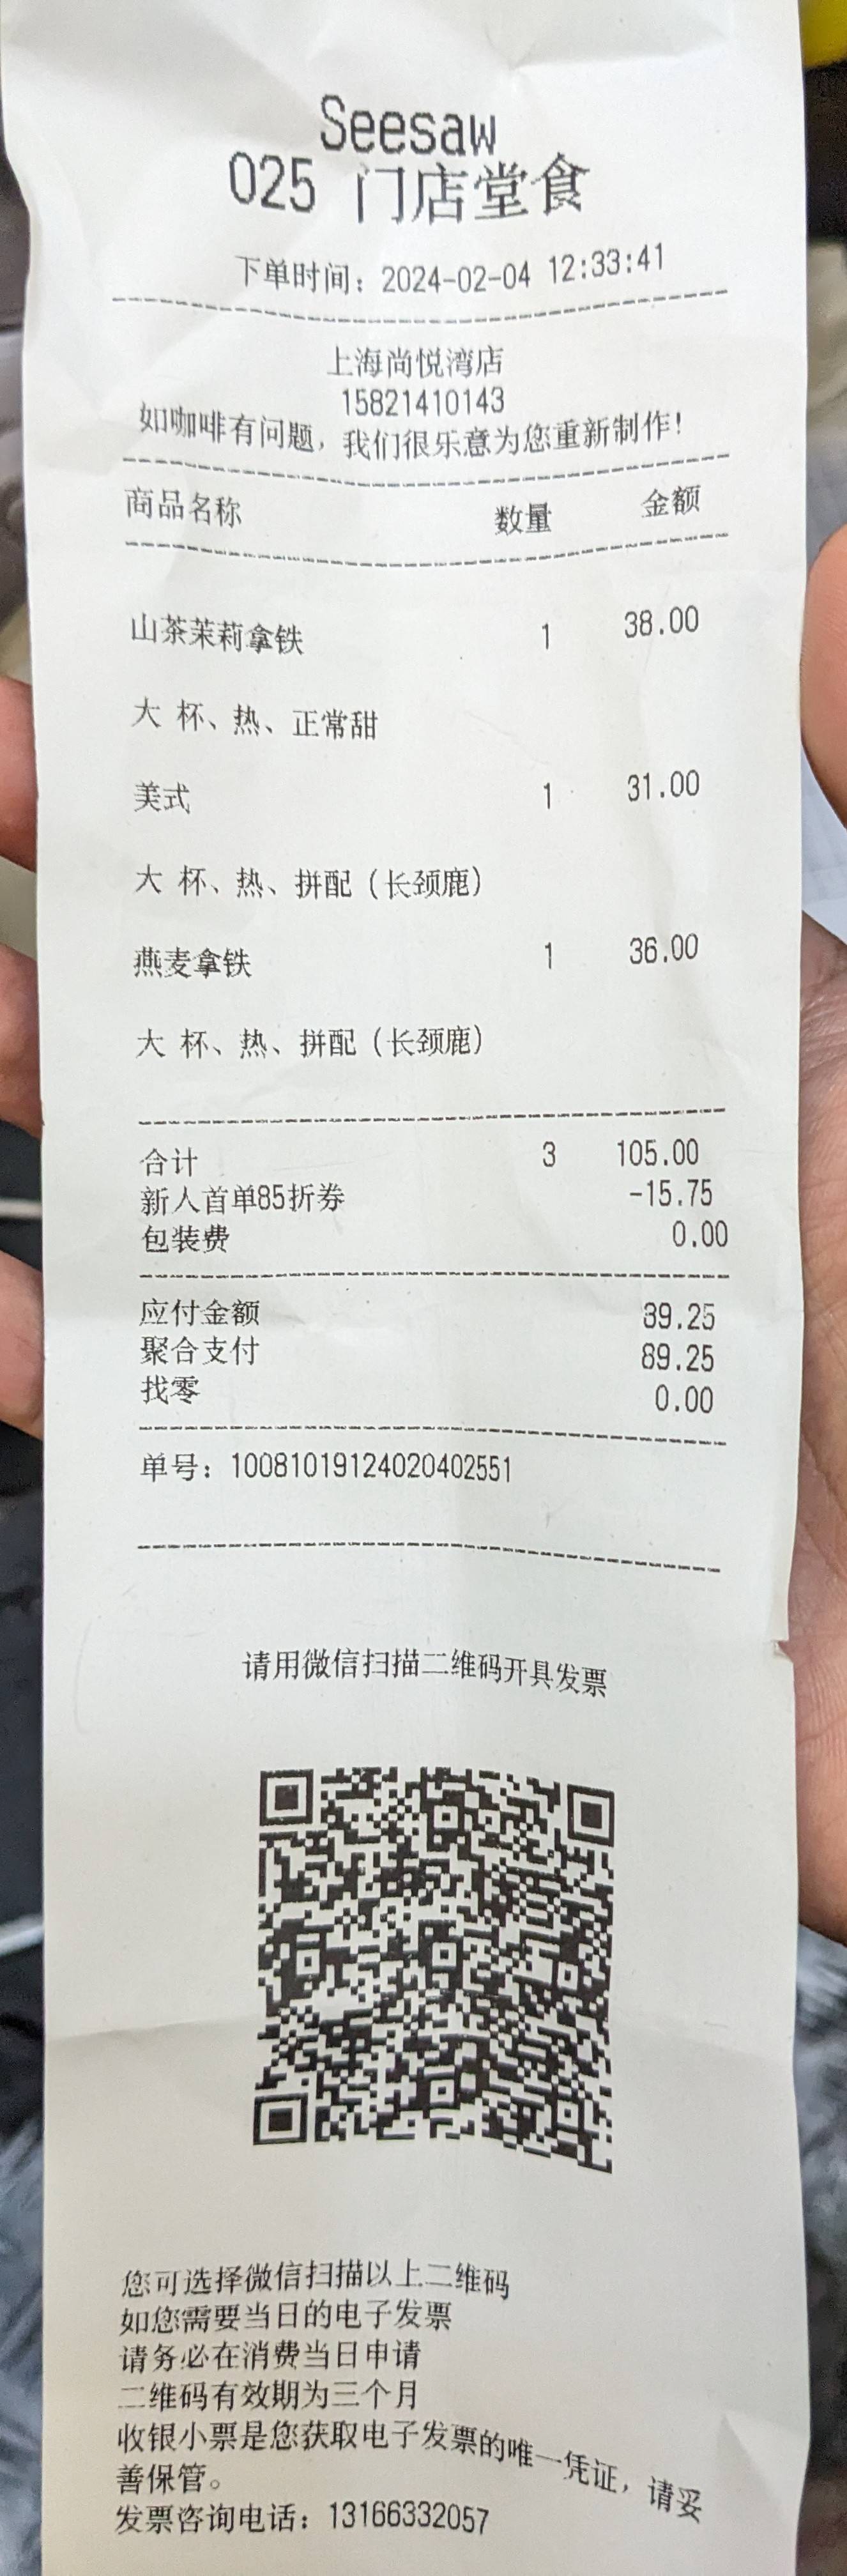 Seesaw
025 门店堂食
下单时间：2024-02-04 12:33:41
上海尚悦湾店
15821410143
如咖啡有问题，我们很乐意为您重新制作!
商品名称 数量 金额
山茶茉莉拿铁 1 38.00
大 杯、热、正常甜
美式 1 31.00
大 杯、热、拼配（长颈鹿）
燕麦拿铁 1 36.00
大 杯、热、拼配（长颈鹿）
合计 3 105.00
新人首单85折券 -15.75
包装费 0.00
应付金额 89.25
聚合支付 89.25
找零 0.00
单号：10081019124020402551
请用微信扫描二维码开具发票
您可选择微信扫描以上二维码
如您需要当日的电子发票
请务必在消费当日申请
二维码有效期为三个月
收银小票是您获取电子发票的唯一凭证，请妥
善保管。
发票咨询电话：13166332057